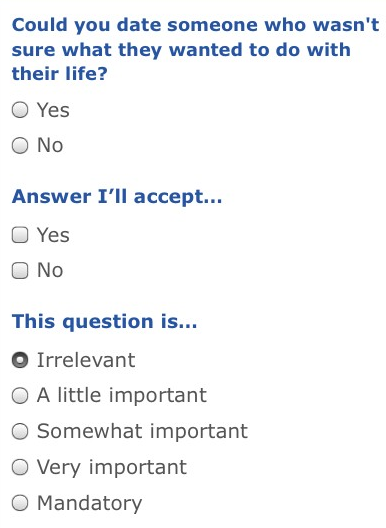 Could you date someone who wasn't
sure what they wanted to do with
their life?
Yes
No
Answer I’ll accept...
Yes
No
This question is...
Irrelevant
A little important
Somewhat important
Very important
Mandatory